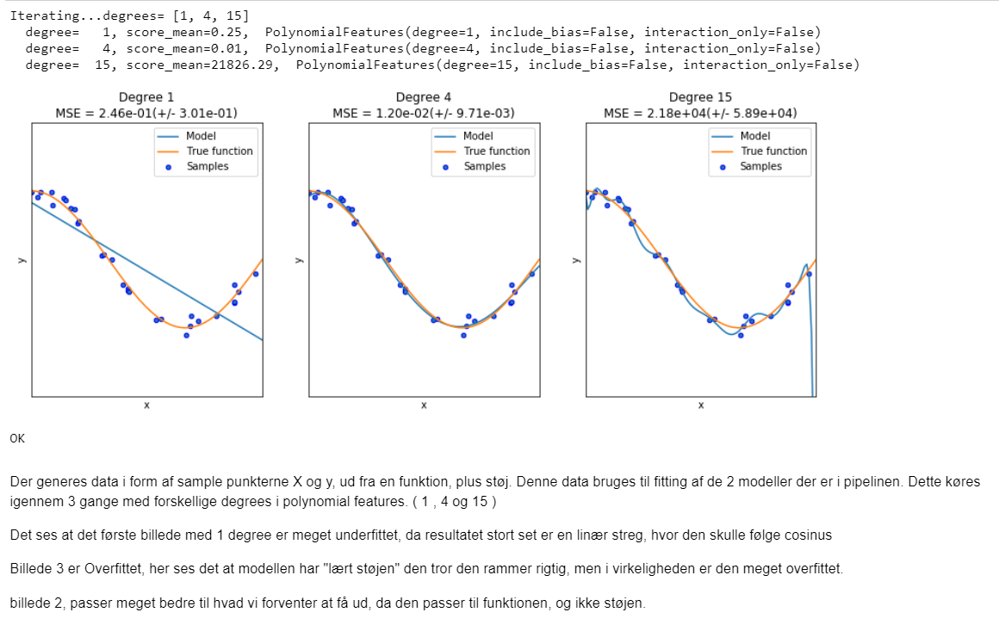 Iterating...degrees= [1, 4, 15]
degree=   1, score_mean=0.25,  PolynomialFeatures(degree=1, include_bias=False, interaction_only=False)
degree=   4, score_mean=0.01,  PolynomialFeatures(degree=4, include_bias=False, interaction_only=False)
degree=  15, score_mean=21826.29,  PolynomialFeatures(degree=15, include_bias=False, interaction_only=False)
Degree 1
MSE = 2.46e-01(+/- 3.01e-01)
Model
True function
Samples
y
x
Degree 4
MSE = 1.20e-02(+/- 9.71e-03)
Model
True function
Samples
y
x
Degree 15
MSE = 2.18e+04(+/- 5.89e+04)
Model
True function
Samples
y
x
OK
Der generes data i form af sample punkterne X og y, ud fra en funktion, plus støj. Denne data bruges til fitting af de 2 modeller der er i pipelinen. Dette køres
igennem 3 gange med forskellige degrees i polynomial features. ( 1 , 4 og 15 )
Det ses at det første billede med 1 degree er meget underfittet, da resultatet stort set er en linær streg, hvor den skulle følge cosinus
Billede 3 er Overfittet, her ses det at modellen har "lært støjen" den tror den rammer rigtig, men i virkeligheden er den meget overfittet.
billede 2, passer meget bedre til hvad vi forventer at få ud, da den passer til funktionen, og ikke støjen.